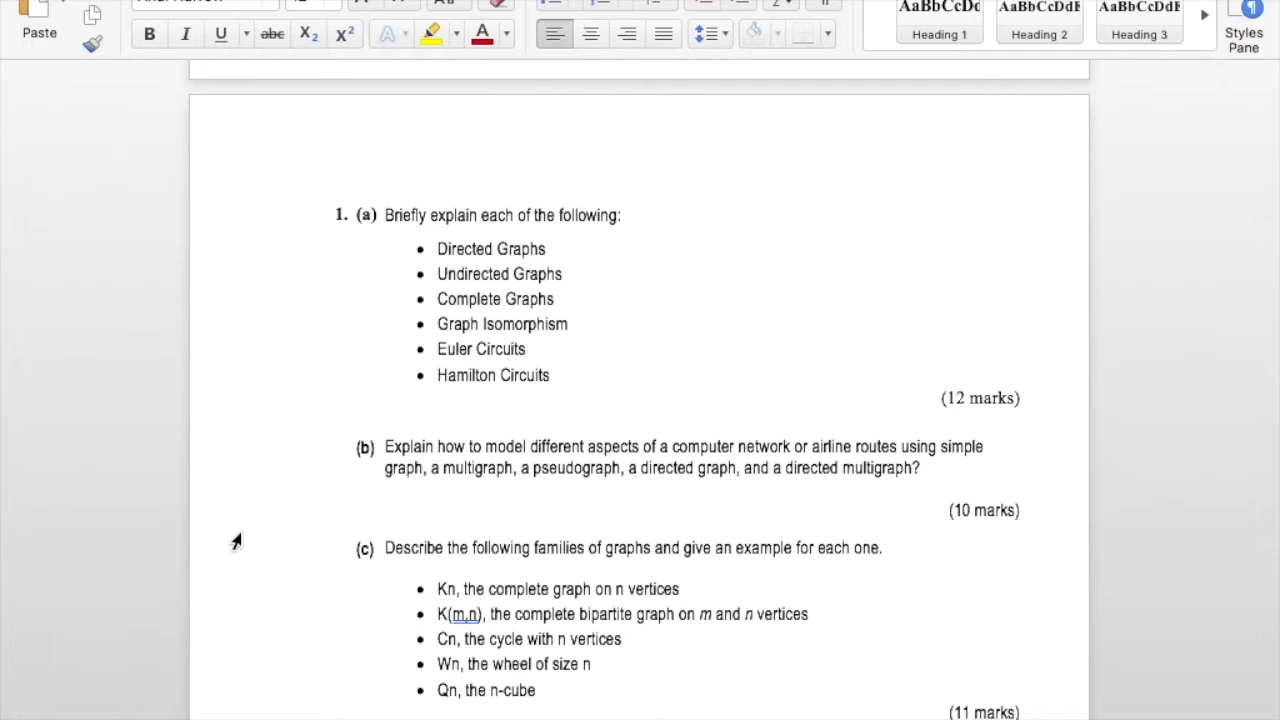 Paste
B I U abc X2 X2 A A
AaBbCcDd AaBbCcDdE AaBbCcDdE
Heading 1 Heading 2 Heading 3
Styles
Pane
1. (a) Briefly explain each of the following:
• Directed Graphs
• Undirected Graphs
• Complete Graphs
• Graph Isomorphism
• Euler Circuits
• Hamilton Circuits
(12 marks)
(b) Explain how to model different aspects of a computer network or airline routes using simple
graph, a multigraph, a pseudograph, a directed graph, and a directed multigraph?
(10 marks)
(c) Describe the following families of graphs and give an example for each one.
• Kn, the complete graph on n vertices
• K(m,n), the complete bipartite graph on m and n vertices
• Cn, the cycle with n vertices
• Wn, the wheel of size n
• Qn, the n-cube
(11 marks)